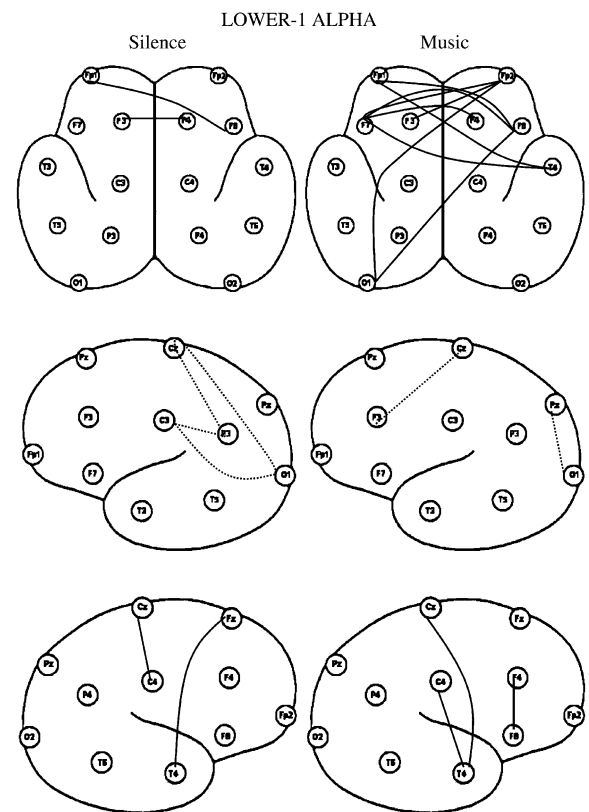 LOWER-1 ALPHA
Silence Music
Fp1 Fp2 Fp1 Fp2
F7 F3 F4 F8 F7 F3 F4 F8
T3 T4 T3 T4
C3 C4 C3 C4
T5 T6 T5 T6
P3 P4 P3 P4
O1 O2 O1 O2
Cz Cz
Fz Fz
Pz Pz
F3 C3 F3 C3
P3 P3
Fp1 Fp1
F7 O1 F7 O1
T3 T5 T3 T5
Cz Fz Cz Fz
Pz Pz
C4 F4 C4 F4
P4 P4
Fp2 Fp2
O2 F8 O2 F8
T6 T4 T6 T4